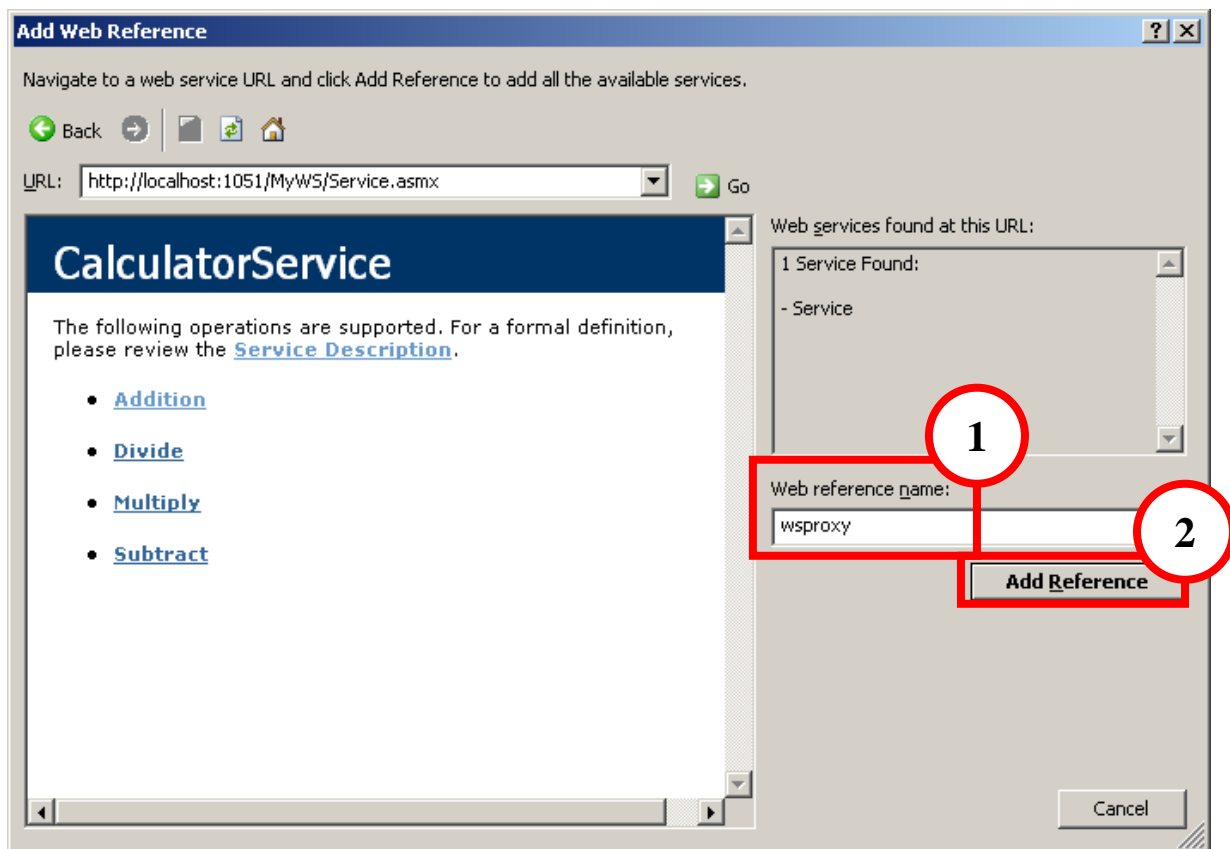 Add Web Reference
Navigate to a web service URL and click Add Reference to add all the available services.
Back
URL: http://localhost:1051/MyWS/Service.asmx Go
CalculatorService
The following operations are supported. For a formal definition,
please review the Service Description.
• Addition
• Divide
• Multiply
• Subtract
Web services found at this URL:
1 Service Found:
- Service
1
Web reference name:
wsproxy
2
Add Reference
Cancel